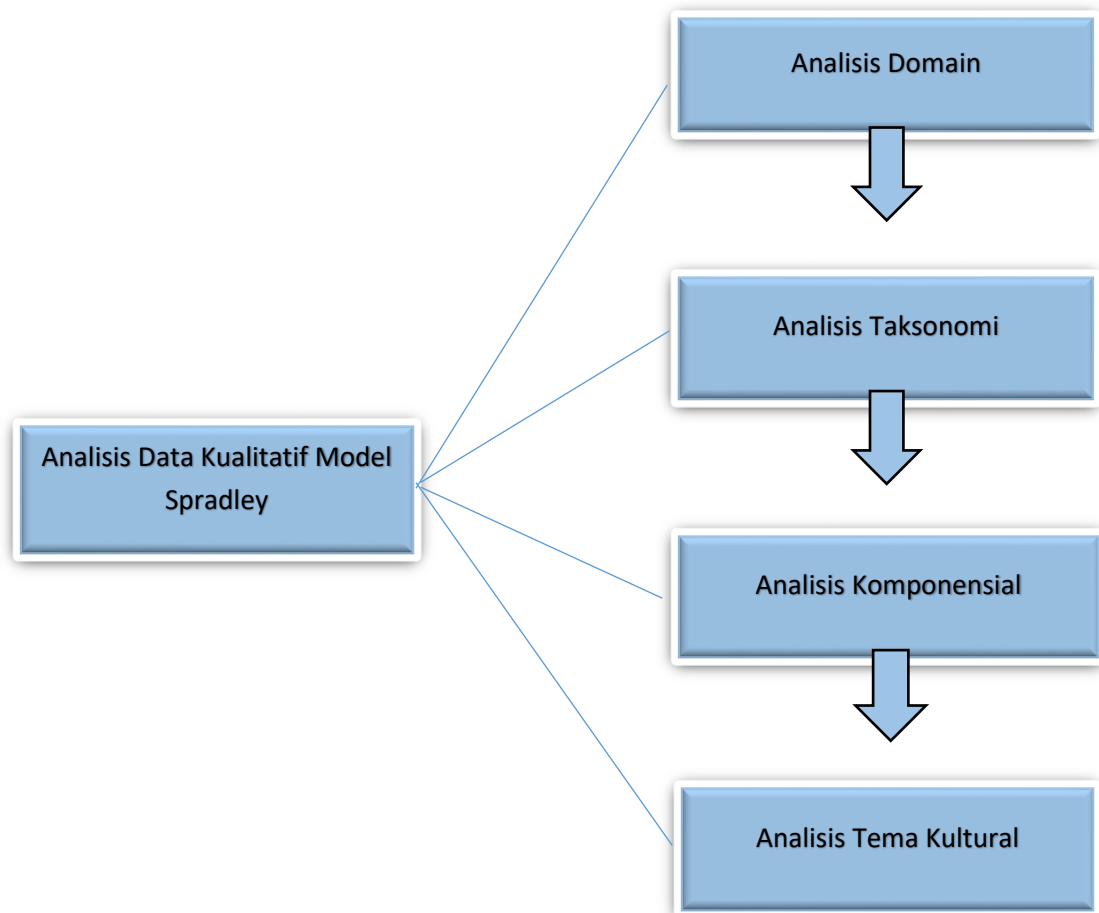 Analisis Domain
Analisis Taksonomi
Analisis Data Kualitatif Model
Spradley
Analisis Komponensial
Analisis Tema Kultural